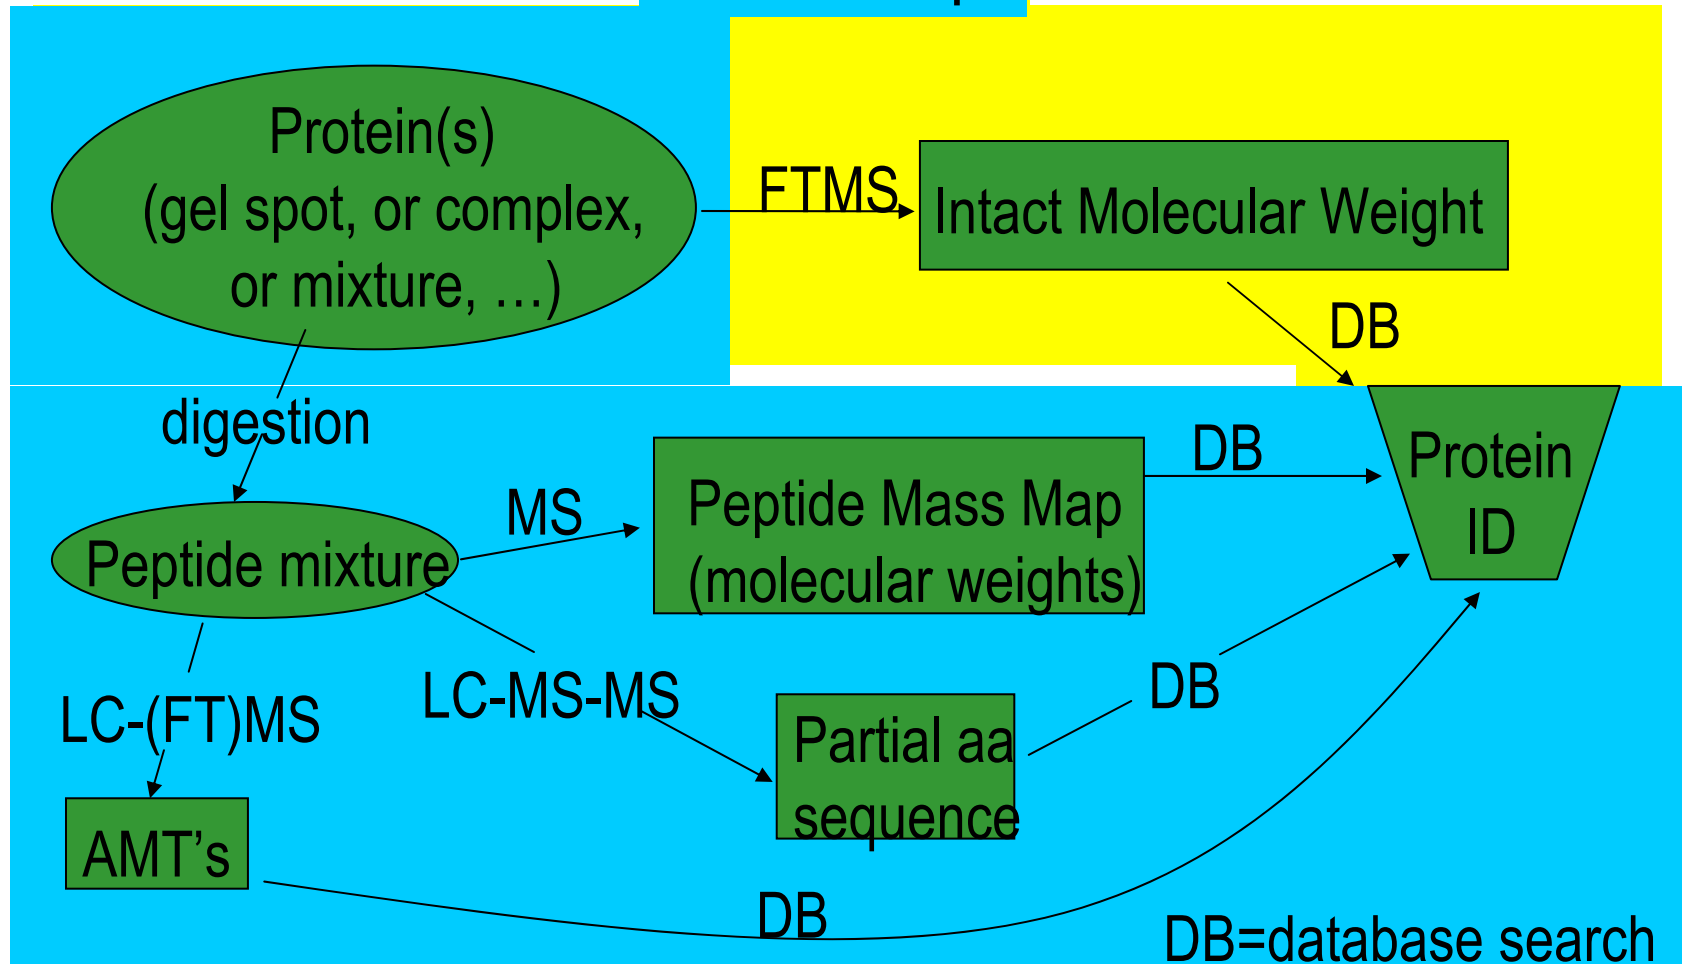 Protein(s)
(gel spot, or complex,
or mixture, …)
FTMS
Intact Molecular Weight
DB
digestion
DB
Protein
ID
MS
Peptide Mass Map
(molecular weights)
Peptide mixture
LC-(FT)MS
LC-MS-MS
DB
Partial aa
sequence
AMT’s
DB
DB=database search